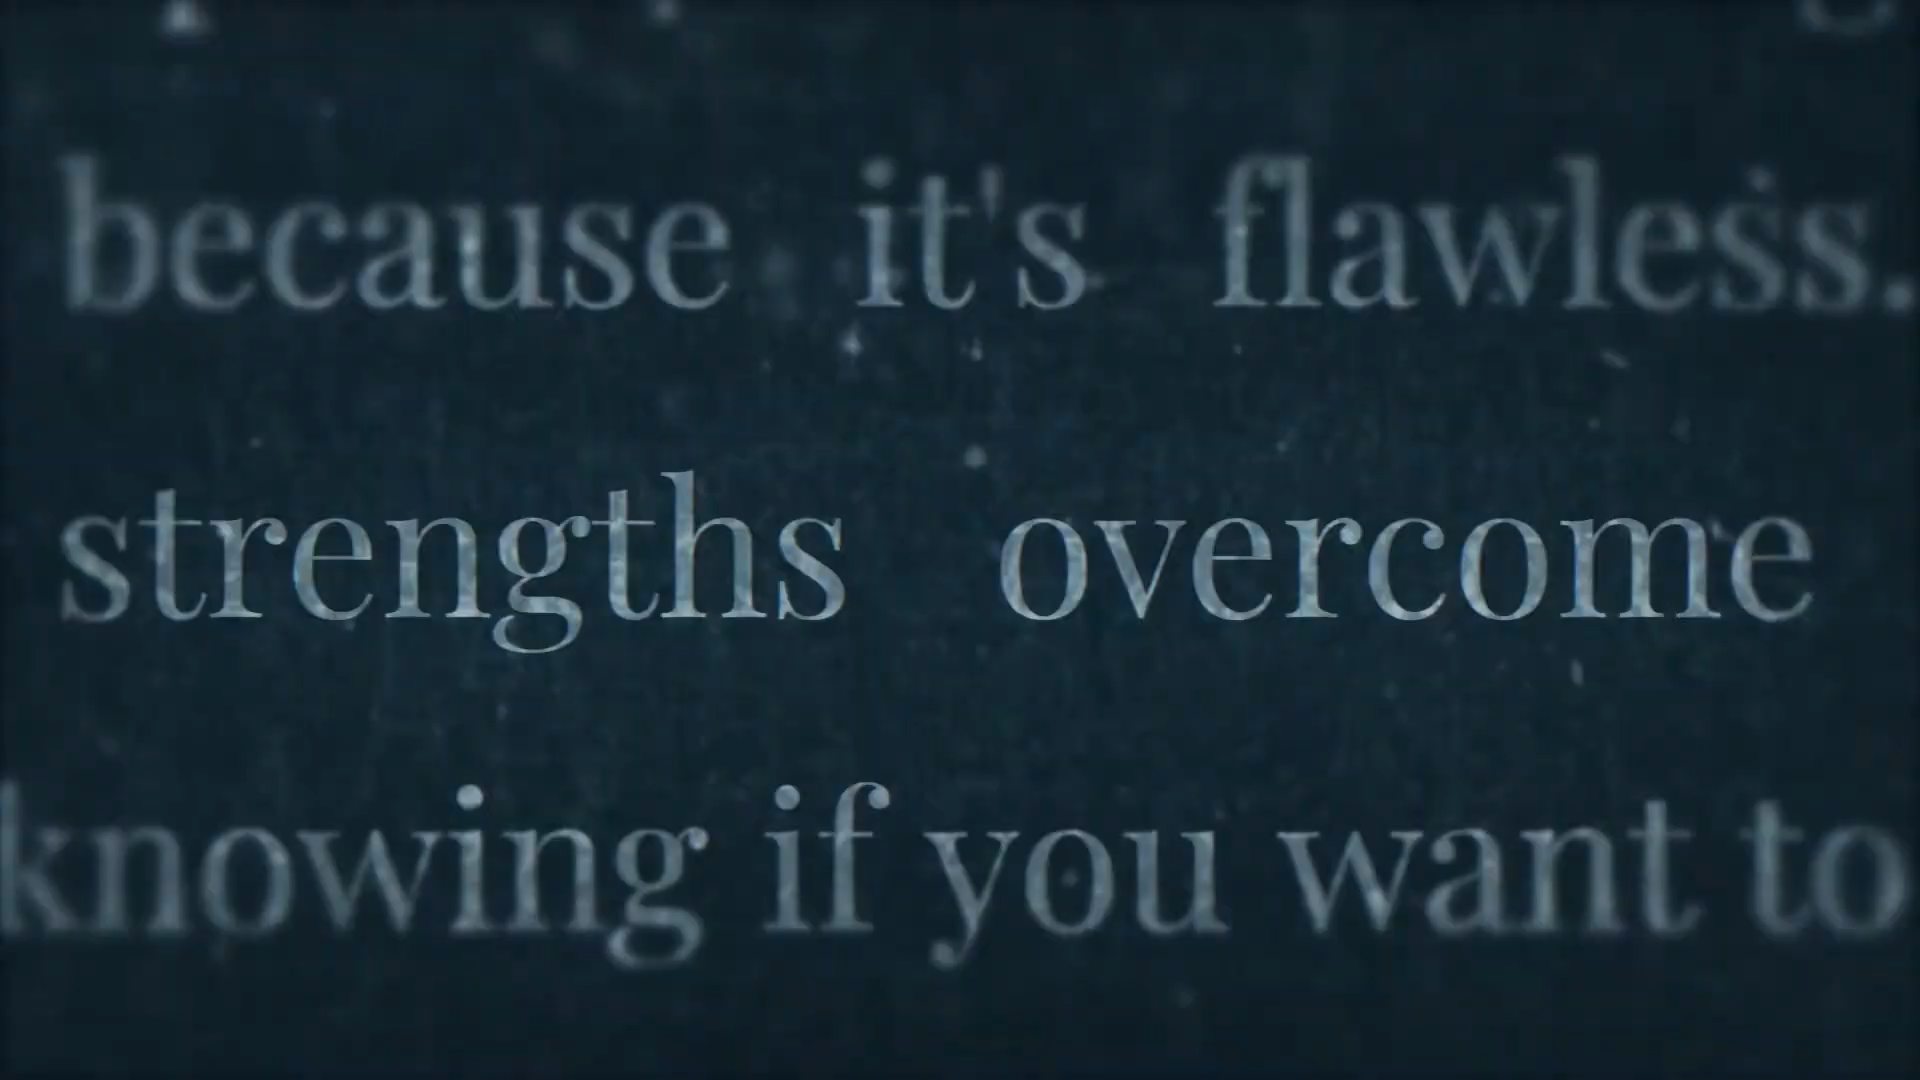 because it's flawless.
strengths overcome
knowing if you want to